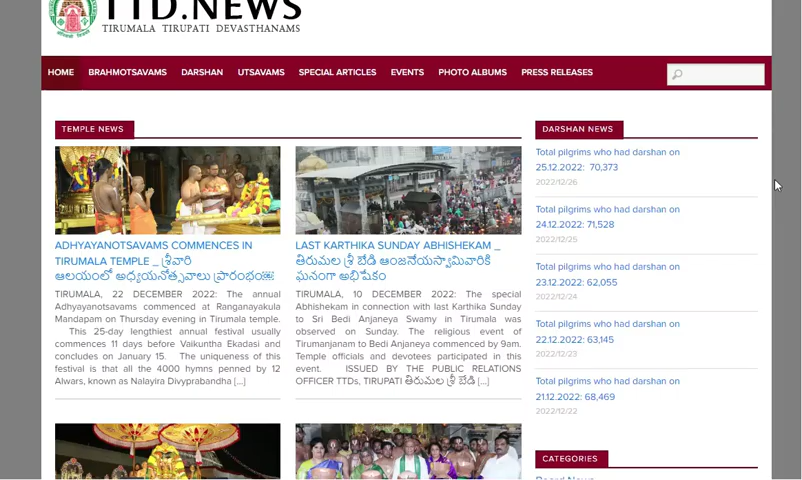 TTD.NEWS
TIRUMALA TIRUPATI DEVASTHANAMS
HOME BRAHMOTSAVAMS DARSHAN UTSAVAMS SPECIAL ARTICLES EVENTS PHOTO ALBUMS PRESS RELEASES
TEMPLE NEWS
ADHYAYANOTSAVAMS COMMENCES IN
TIRUMALA TEMPLE _ శ్రీవారి
ఆలయంలో అధ్యయనోత్సవాలు ప్రారంభం
TIRUMALA, 22 DECEMBER 2022: The annual
Adhyayanotsavams commenced at Ranganayakula
Mandapam on Thursday evening in Tirumala temple.
This 25-day lengthiest annual festival usually
commences 11 days before Vaikuntha Ekadasi and
concludes on January 15. The uniqueness of this
festival is that all the 4000 hymns penned by 12
Alwars, known as Nalayira Divyprabandha [...]
LAST KARTHIKA SUNDAY ABHISHEKAM _
తిరుమల శ్రీ బేడి ఆంజనేయస్వామివారికి
ఘనంగా అభిషేకం
TIRUMALA, 10 DECEMBER 2022: The special
Abhishekam in connection with last Karthika Sunday
to Sri Bedi Anjaneya Swamy in Tirumala was
observed on Sunday. The religious event of
Tirumanjanam to Bedi Anjaneya commenced by 9am.
Temple officials and devotees participated in this
event. ISSUED BY THE PUBLIC RELATIONS
OFFICER TTDs, TIRUPATI తిరుమల శ్రీ బేడి [...]
DARSHAN NEWS
Total pilgrims who had darshan on
25.12.2022: 70,373
2022/12/26
Total pilgrims who had darshan on
24.12.2022: 71,528
2022/12/25
Total pilgrims who had darshan on
23.12.2022: 62,055
2022/12/24
Total pilgrims who had darshan on
22.12.2022: 63,145
2022/12/23
Total pilgrims who had darshan on
21.12.2022: 68,469
2022/12/22
CATEGORIES
Board News